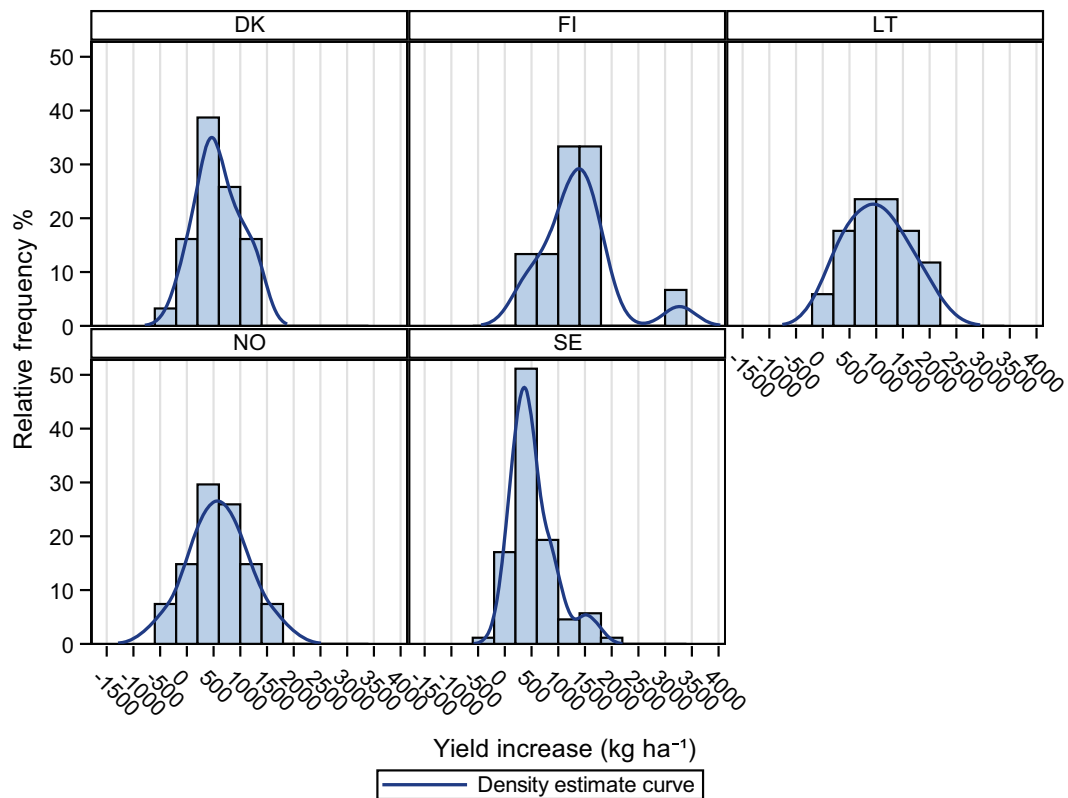 DK FI LT
50
40
30
20
10
0
Relative frequency %
NO SE
-1500 -1000 -500 0 500 1000 1500 2000 2500 3000 3500 4000
50
40
30
20
10
0
-1500 -1000 -500 0 500 1000 1500 2000 2500 3000 3500 4000 -1500 -1000 -500 0 500 1000 1500 2000 2500 3000 3500 4000
Yield increase (kg ha⁻¹)
Density estimate curve